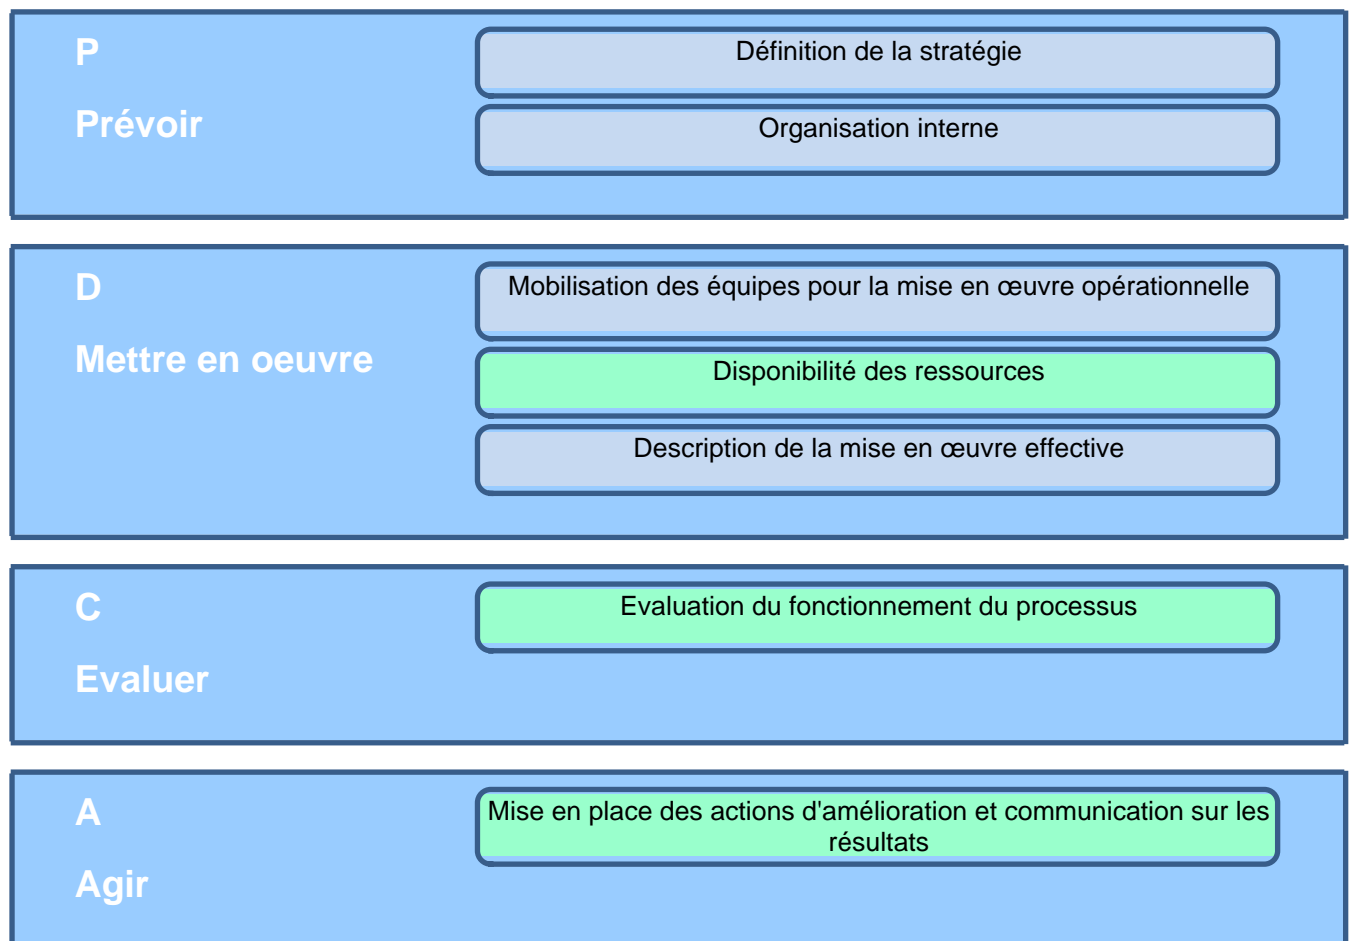 P
Prévoir
Définition de la stratégie
Organisation interne
D
Mettre en oeuvre
Mobilisation des équipes pour la mise en œuvre opérationnelle
Disponibilité des ressources
Description de la mise en œuvre effective
C
Evaluer
Evaluation du fonctionnement du processus
A
Agir
Mise en place des actions d'amélioration et communication sur les
résultats